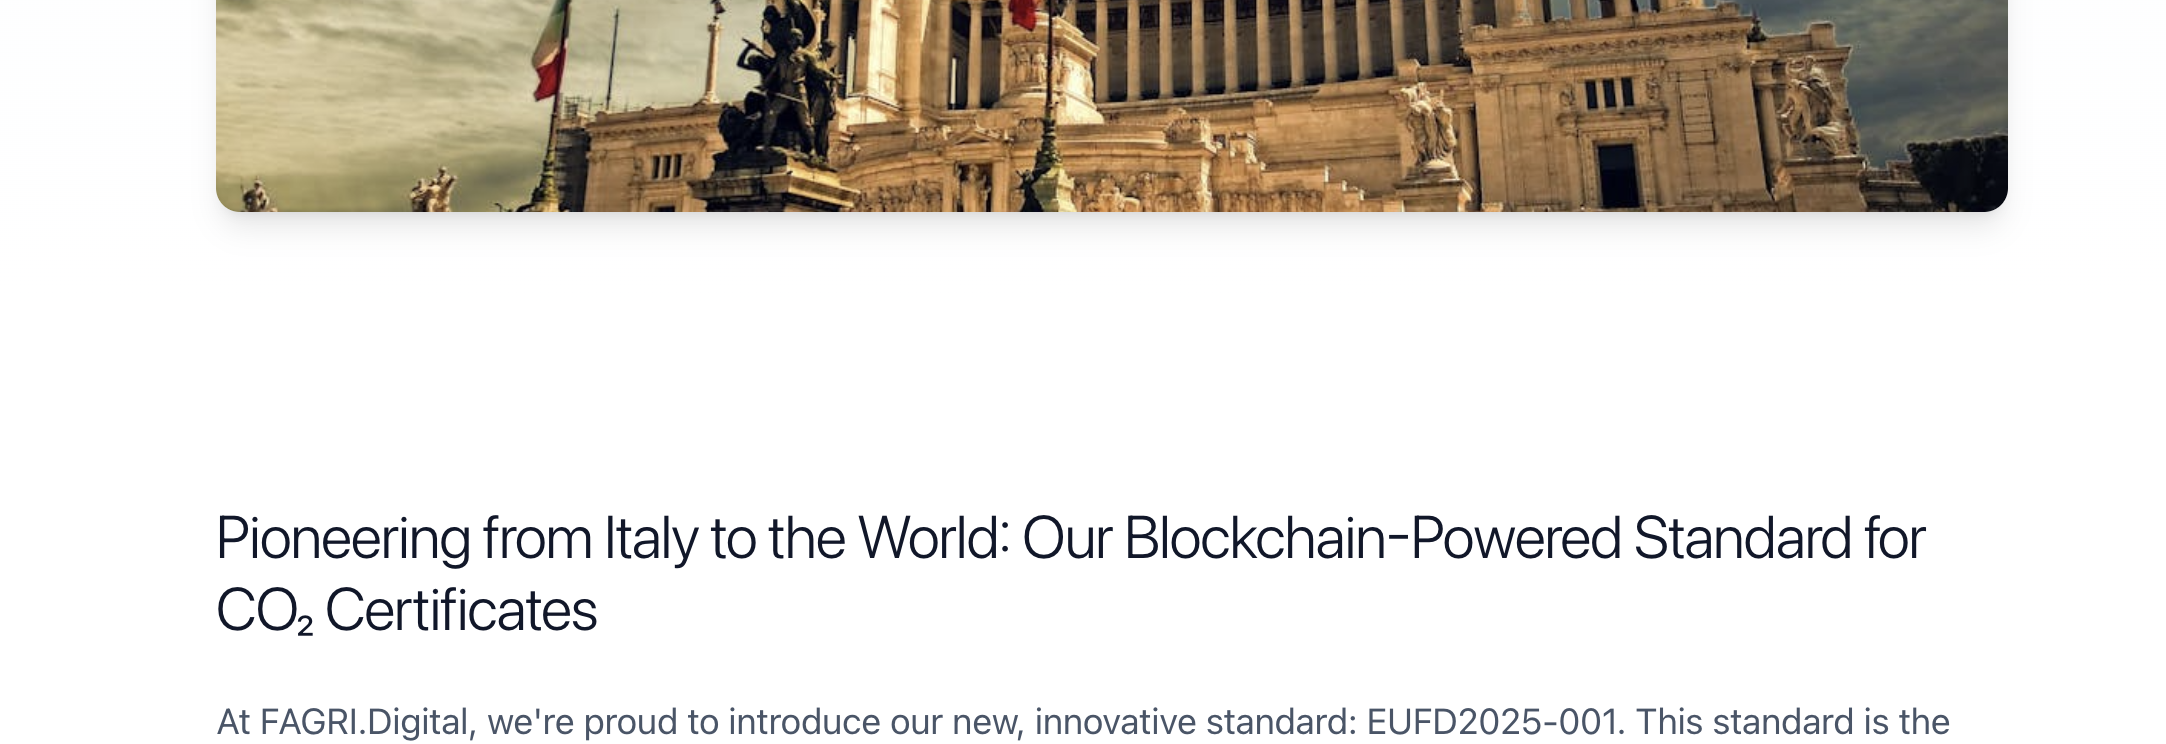 Pioneering from Italy to the World: Our Blockchain-Powered Standard for
CO₂ Certificates
At FAGRI.Digital, we're proud to introduce our new, innovative standard: EUFD2025-001. This standard is the